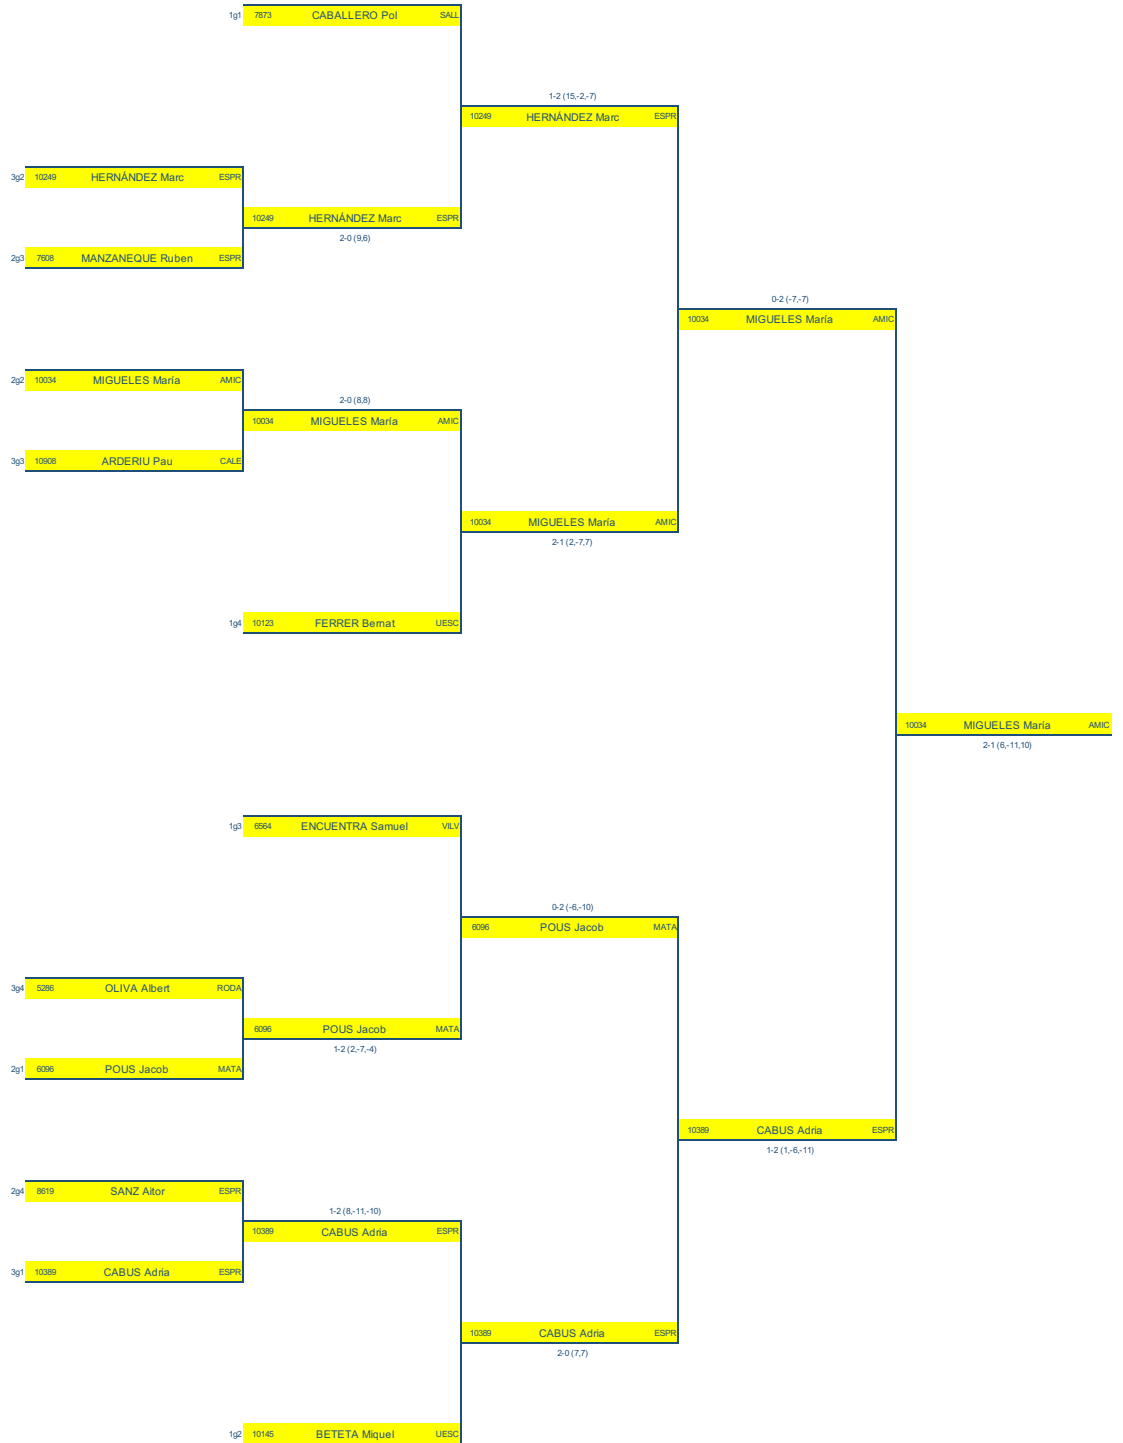 1g1 7873 CABALLERO Pol SALL
1-2 (15,-2,-7)
10249 HERNÁNDEZ Marc ESPR
3g2 10249 HERNÁNDEZ Marc ESPR
10249 HERNÁNDEZ Marc ESPR
2-0 (9,6)
2g3 7608 MANZANEQUE Ruben ESPR
0-2 (-7,-7)
10034 MIGUELES María AMIC
2g2 10034 MIGUELES María AMIC
2-0 (8,8)
10034 MIGUELES María AMIC
3g3 10908 ARDERIU Pau CALE
10034 MIGUELES María AMIC
2-1 (2,-7,7)
1g4 10123 FERRER Bernat UESC
10034 MIGUELES María AMIC
2-1 (6,-11,10)
1g3 6564 ENCUENTRA Samuel VILV
0-2 (-6,-10)
6096 POUS Jacob MATA
3g4 5286 OLIVA Albert RODA
6096 POUS Jacob MATA
1-2 (2,-7,-4)
2g1 6096 POUS Jacob MATA
10389 CABUS Adria ESPR
1-2 (1,-6,-11)
2g4 8619 SANZ Aitor ESPR
1-2 (8,-11,-10)
10389 CABUS Adria ESPR
3g1 10389 CABUS Adria ESPR
10389 CABUS Adria ESPR
2-0 (7,7)
1g2 10145 BETETA Miquel UESC